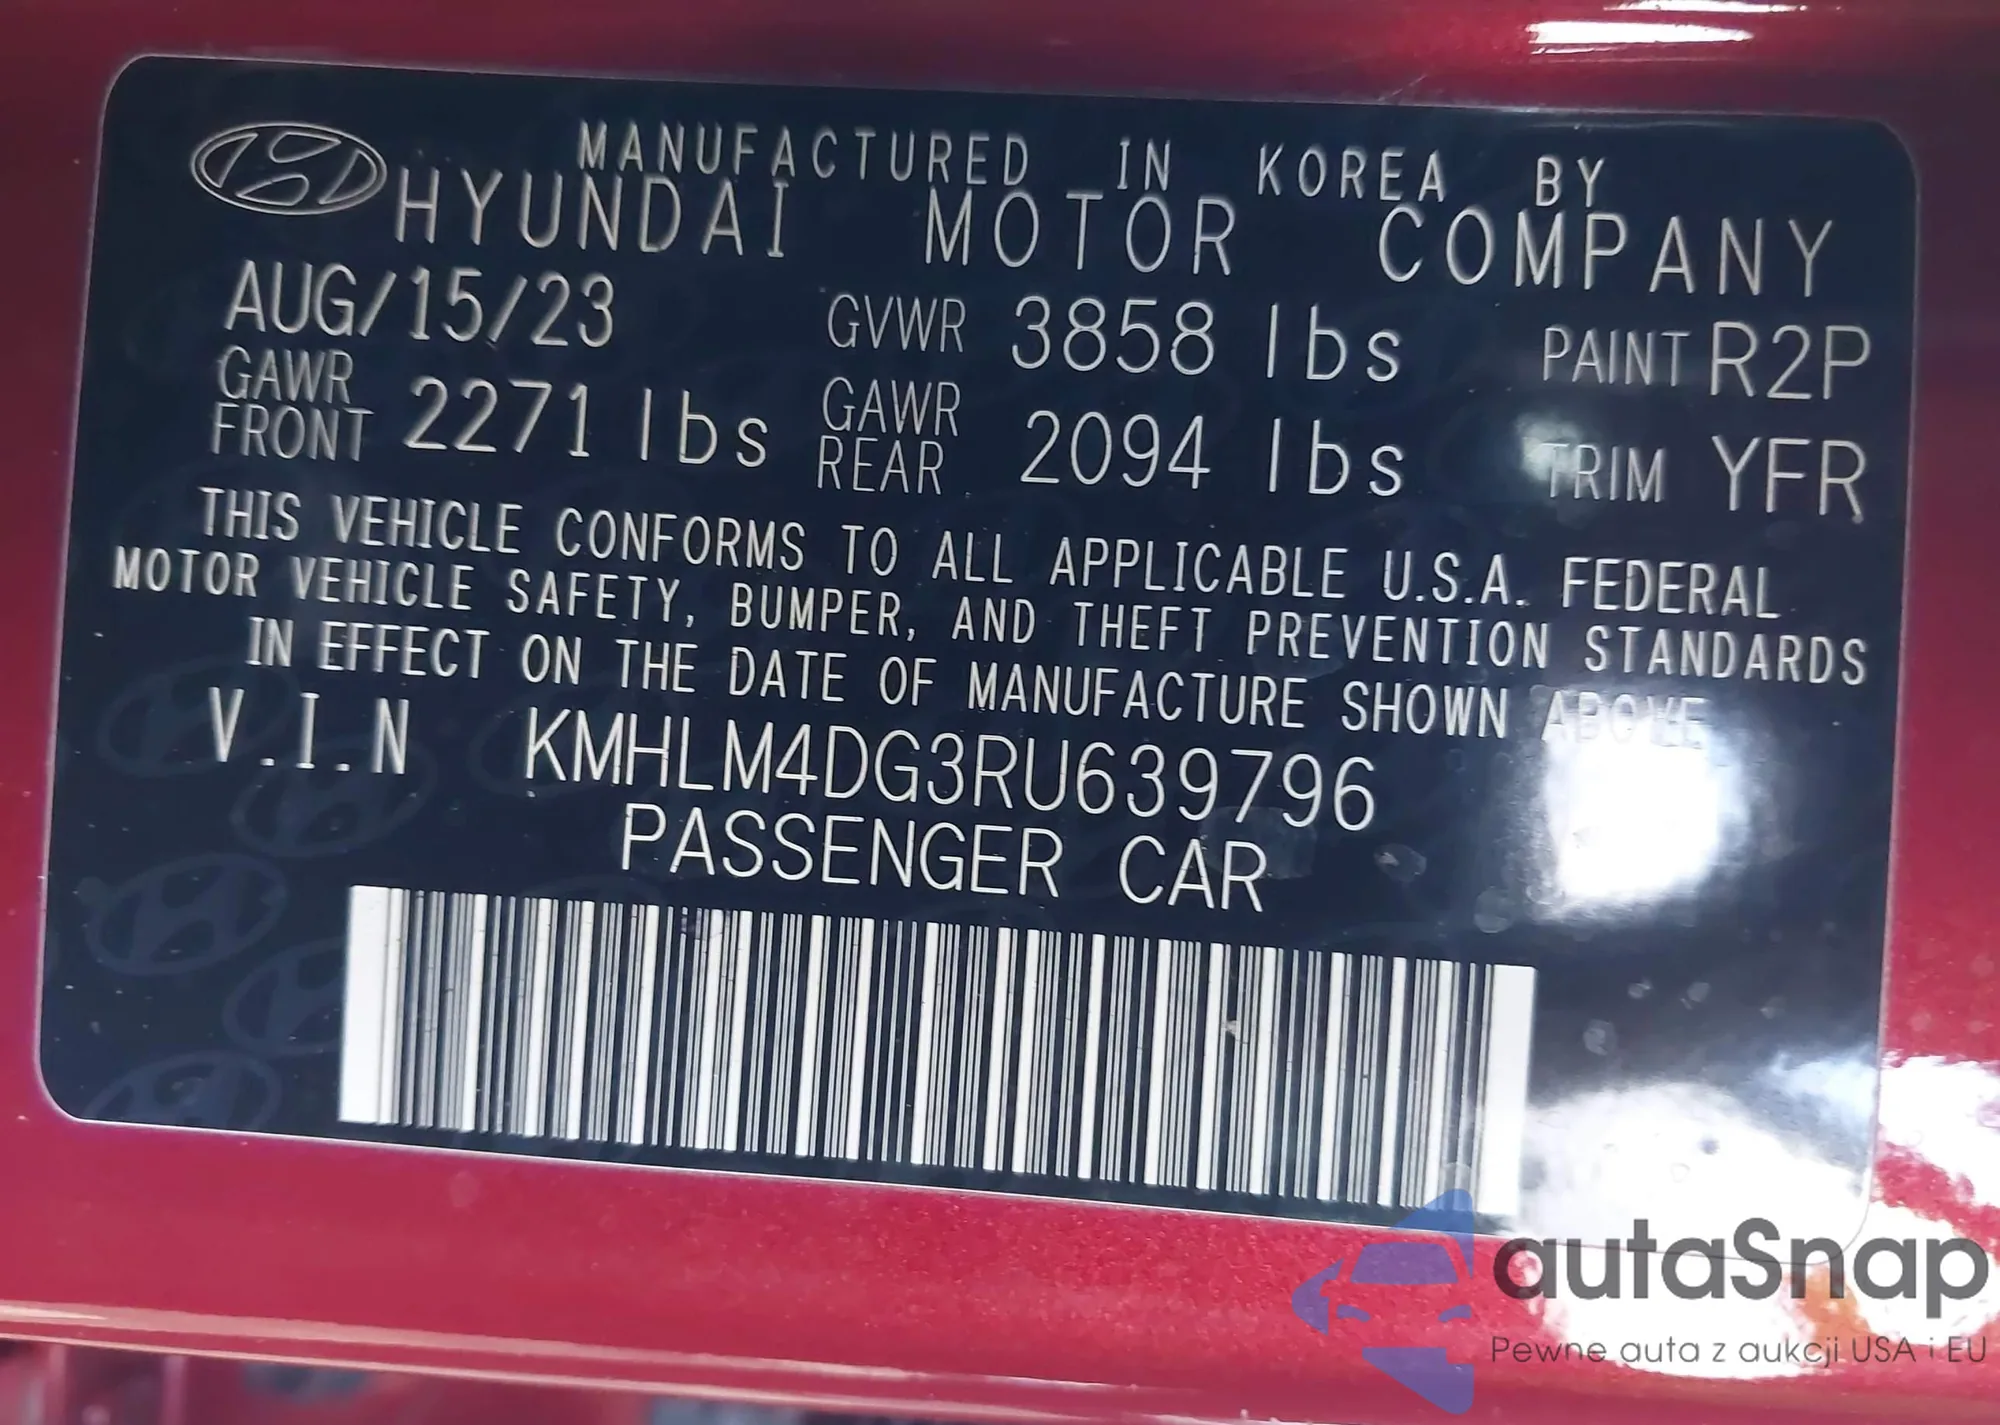 MANUFACTURED IN KOREA BY
HYUNDAI MOTOR COMPANY
AUG/15/23 GVWR 3858 lbs PAINT R2P
GAWR FRONT 2271 lbs GAWR REAR 2094 lbs TRIM YFR
THIS VEHICLE CONFORMS TO ALL APPLICABLE U.S.A. FEDERAL
MOTOR VEHICLE SAFETY, BUMPER, AND THEFT PREVENTION STANDARDS
IN EFFECT ON THE DATE OF MANUFACTURE SHOWN ABOVE
V.I.N KMHLM4DG3RU639796
PASSENGER CAR
autaSnap
Pewne auta z aukcji USA i EU